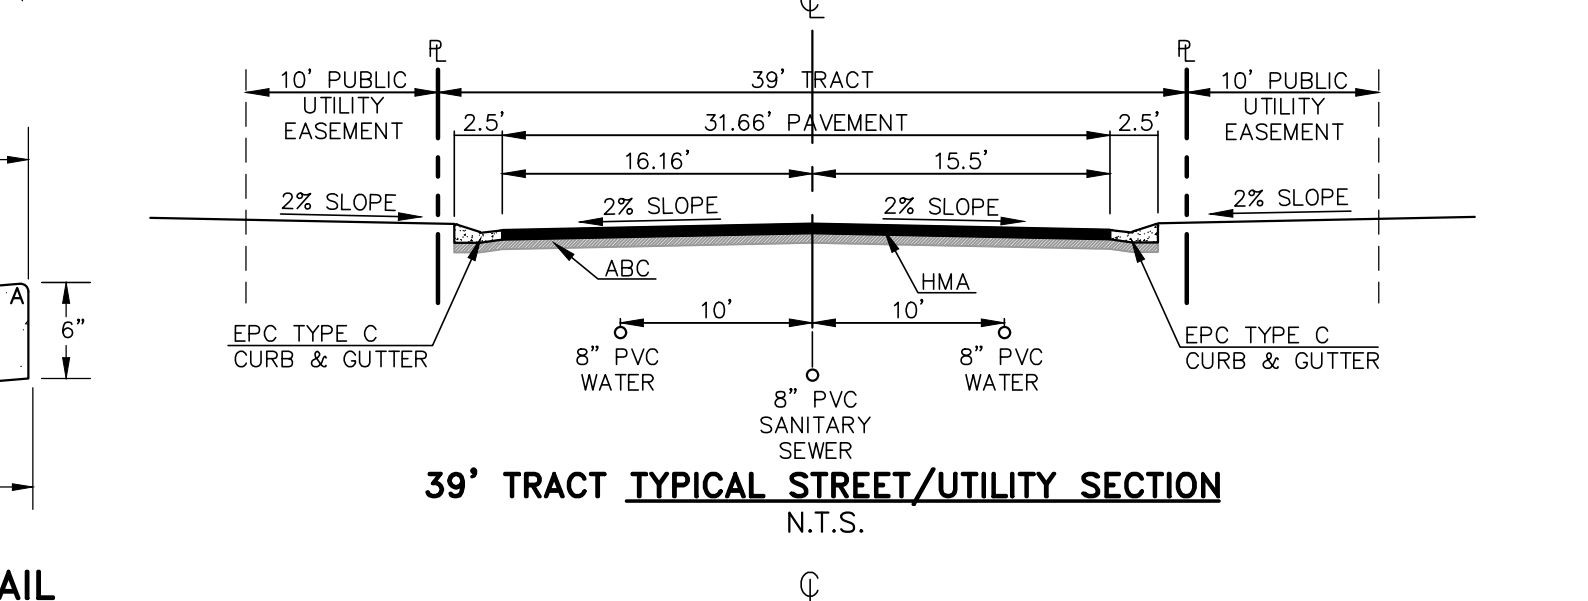 ℄
ℙL ℙL
10' PUBLIC
UTILITY
EASEMENT
39' TRACT
10' PUBLIC
UTILITY
EASEMENT
2.5'
31.66' PAVEMENT
2.5'
16.16'
15.5'
2% SLOPE
2% SLOPE
2% SLOPE
2% SLOPE
ABC
HMA
A
6"
10'
10'
EPC TYPE C
CURB & GUTTER
8" PVC
WATER
8" PVC
WATER
EPC TYPE C
CURB & GUTTER
8" PVC
SANITARY
SEWER
39' TRACT TYPICAL STREET/UTILITY SECTION
N.T.S.
AIL
℄